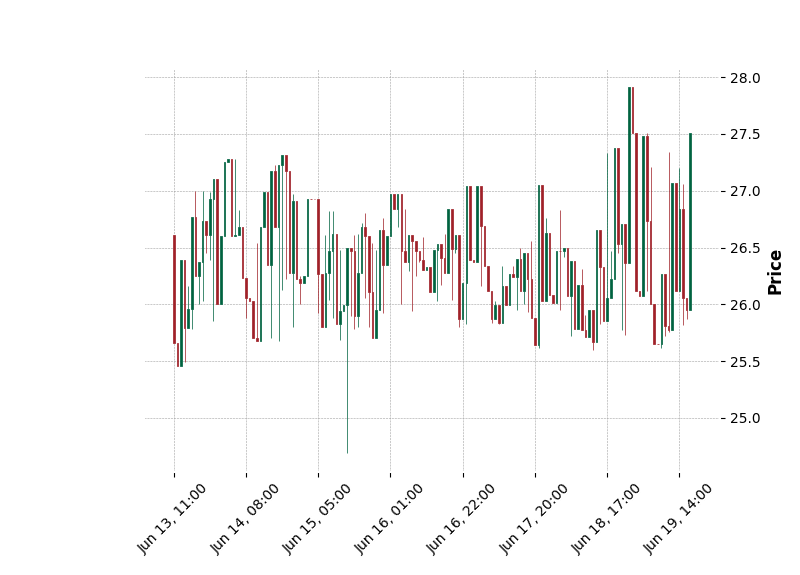 28.0
27.5
27.0
26.5
26.0
25.5
25.0
Price
Jun 13, 11:00
Jun 14, 08:00
Jun 15, 05:00
Jun 16, 01:00
Jun 16, 22:00
Jun 17, 20:00
Jun 18, 17:00
Jun 19, 14:00